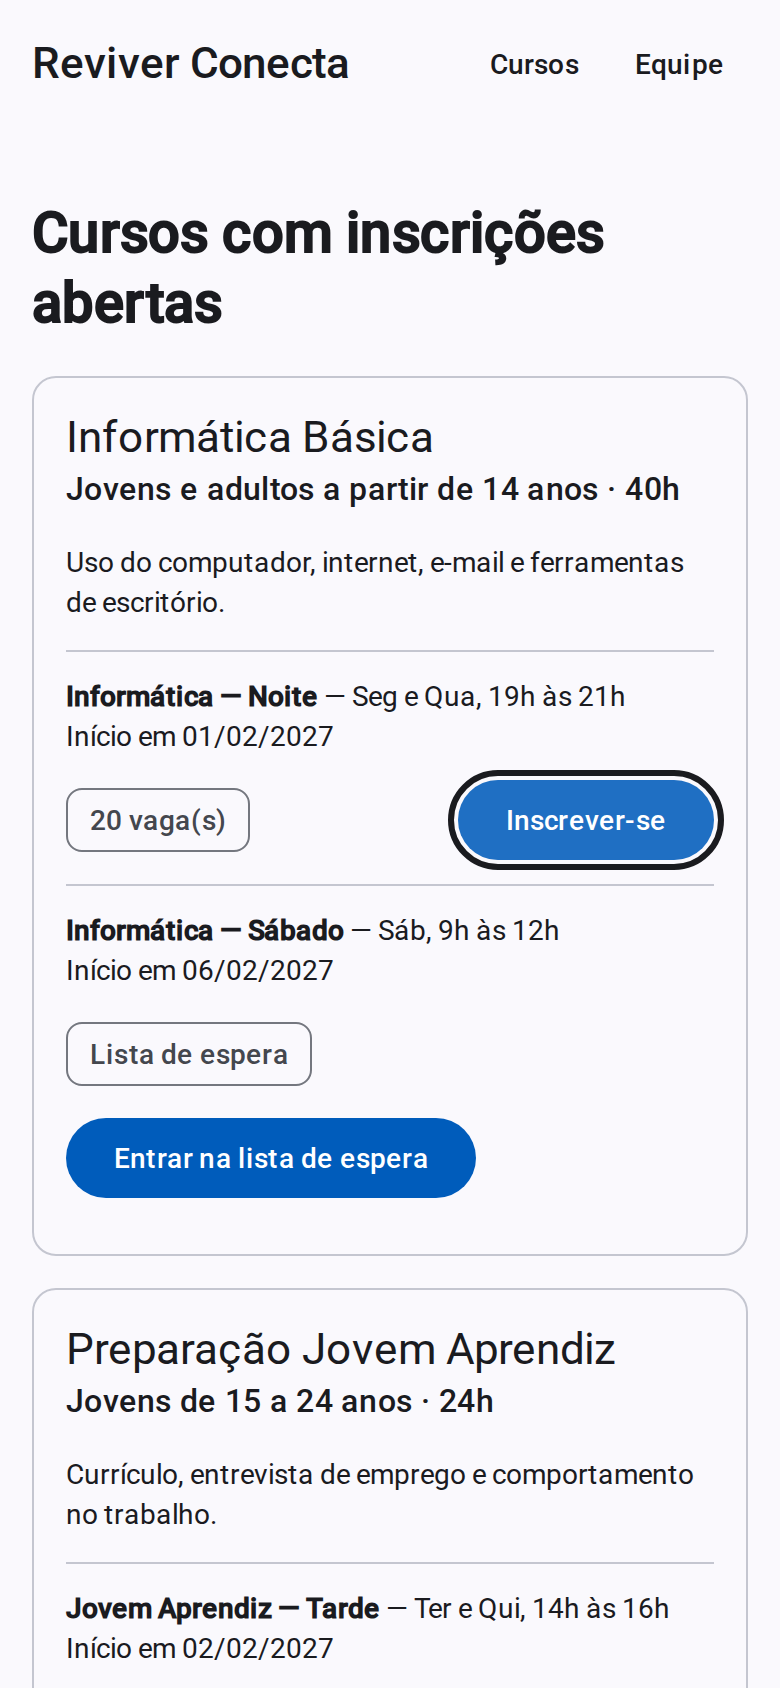 Reviver Conecta
Cursos
Equipe
Cursos com inscrições
abertas
Informática Básica
Jovens e adultos a partir de 14 anos · 40h
Uso do computador, internet, e-mail e ferramentas
de escritório.
Informática — Noite — Seg e Qua, 19h às 21h
Início em 01/02/2027
20 vaga(s)
Inscrever-se
Informática — Sábado — Sáb, 9h às 12h
Início em 06/02/2027
Lista de espera
Entrar na lista de espera
Preparação Jovem Aprendiz
Jovens de 15 a 24 anos · 24h
Currículo, entrevista de emprego e comportamento
no trabalho.
Jovem Aprendiz — Tarde — Ter e Qui, 14h às 16h
Início em 02/02/2027